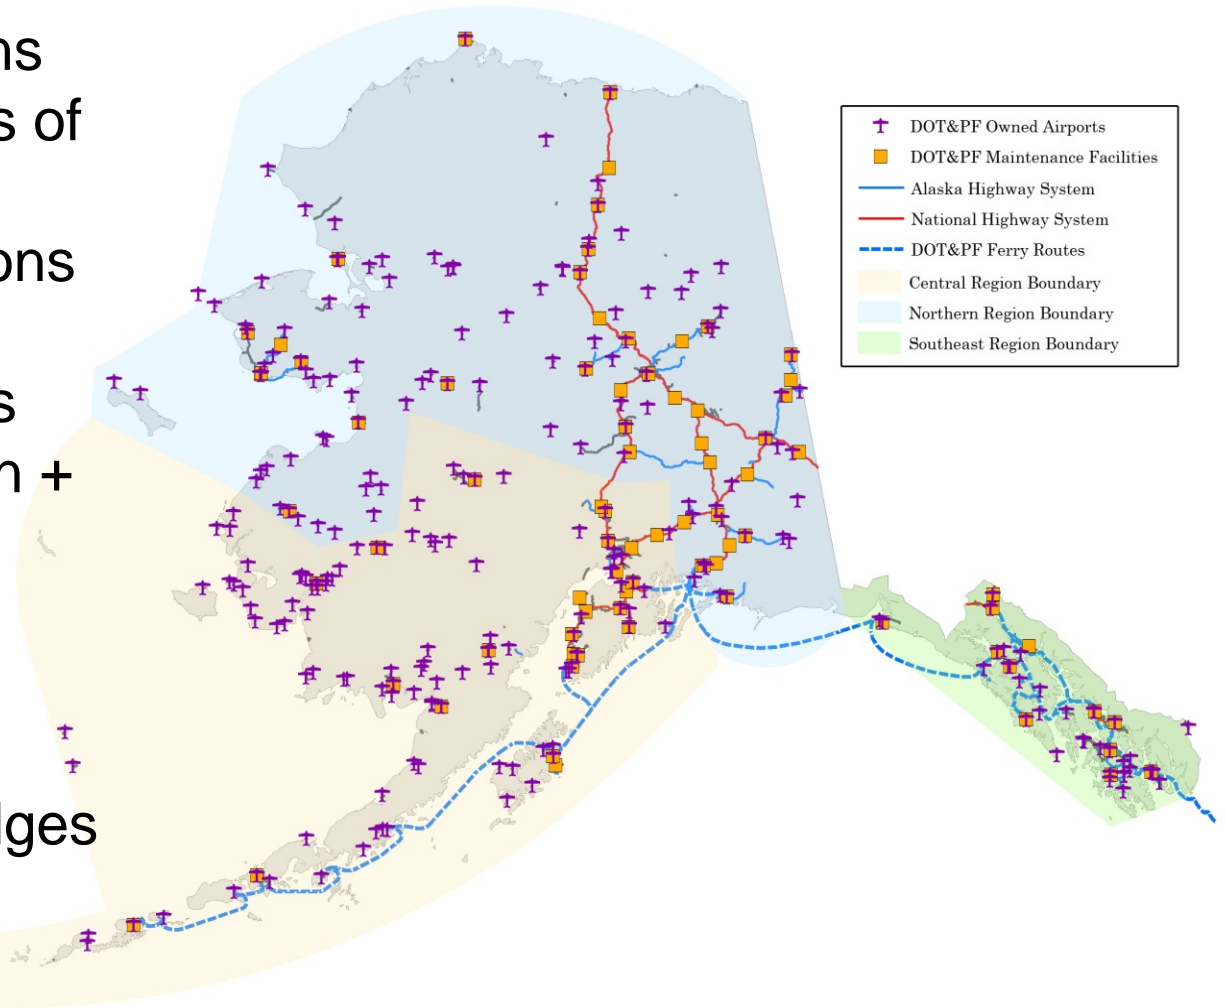 ns
s of
ons
s
n +
dges
DOT&PF Owned Airports
DOT&PF Maintenance Facilities
Alaska Highway System
National Highway System
DOT&PF Ferry Routes
Central Region Boundary
Northern Region Boundary
Southeast Region Boundary